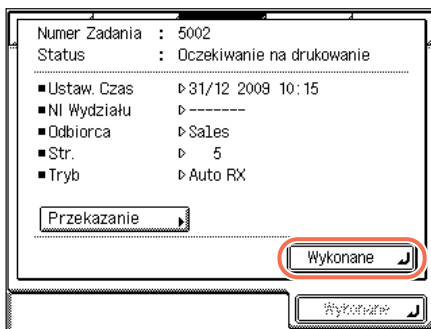 Numer Zadania : 5002
Status : Oczekiwanie na drukowanie
■ Ustaw. Czas ▷ 31/12 2009 10:15
■ NI Wydziału ▷ -------
■ Odbiorca ▷ Sales
■ Str. ▷ 5
■ Tryb ▷ Auto RX
Przekazanie
Wykonane
Wykonane